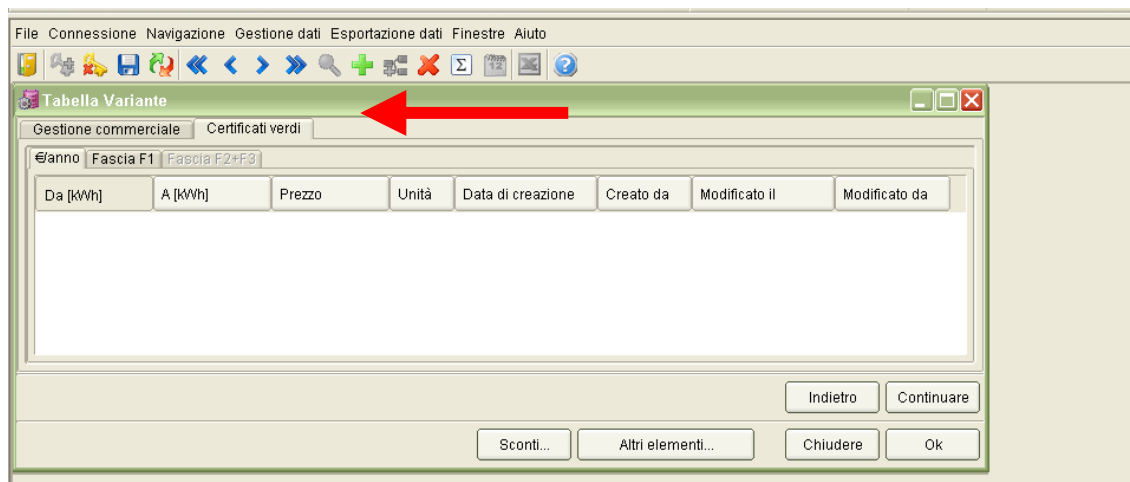 File Connessione Navigazione Gestione dati Esportazione dati Finestre Aiuto
12
Tabella Variante
Gestione commerciale Certificati verdi
€/anno Fascia F1 Fascia F2+F3
Da [kWh] A [kWh] Prezzo Unità Data di creazione Creato da Modificato il Modificato da
Indietro Continuare
Sconti... Altri elementi... Chiudere Ok